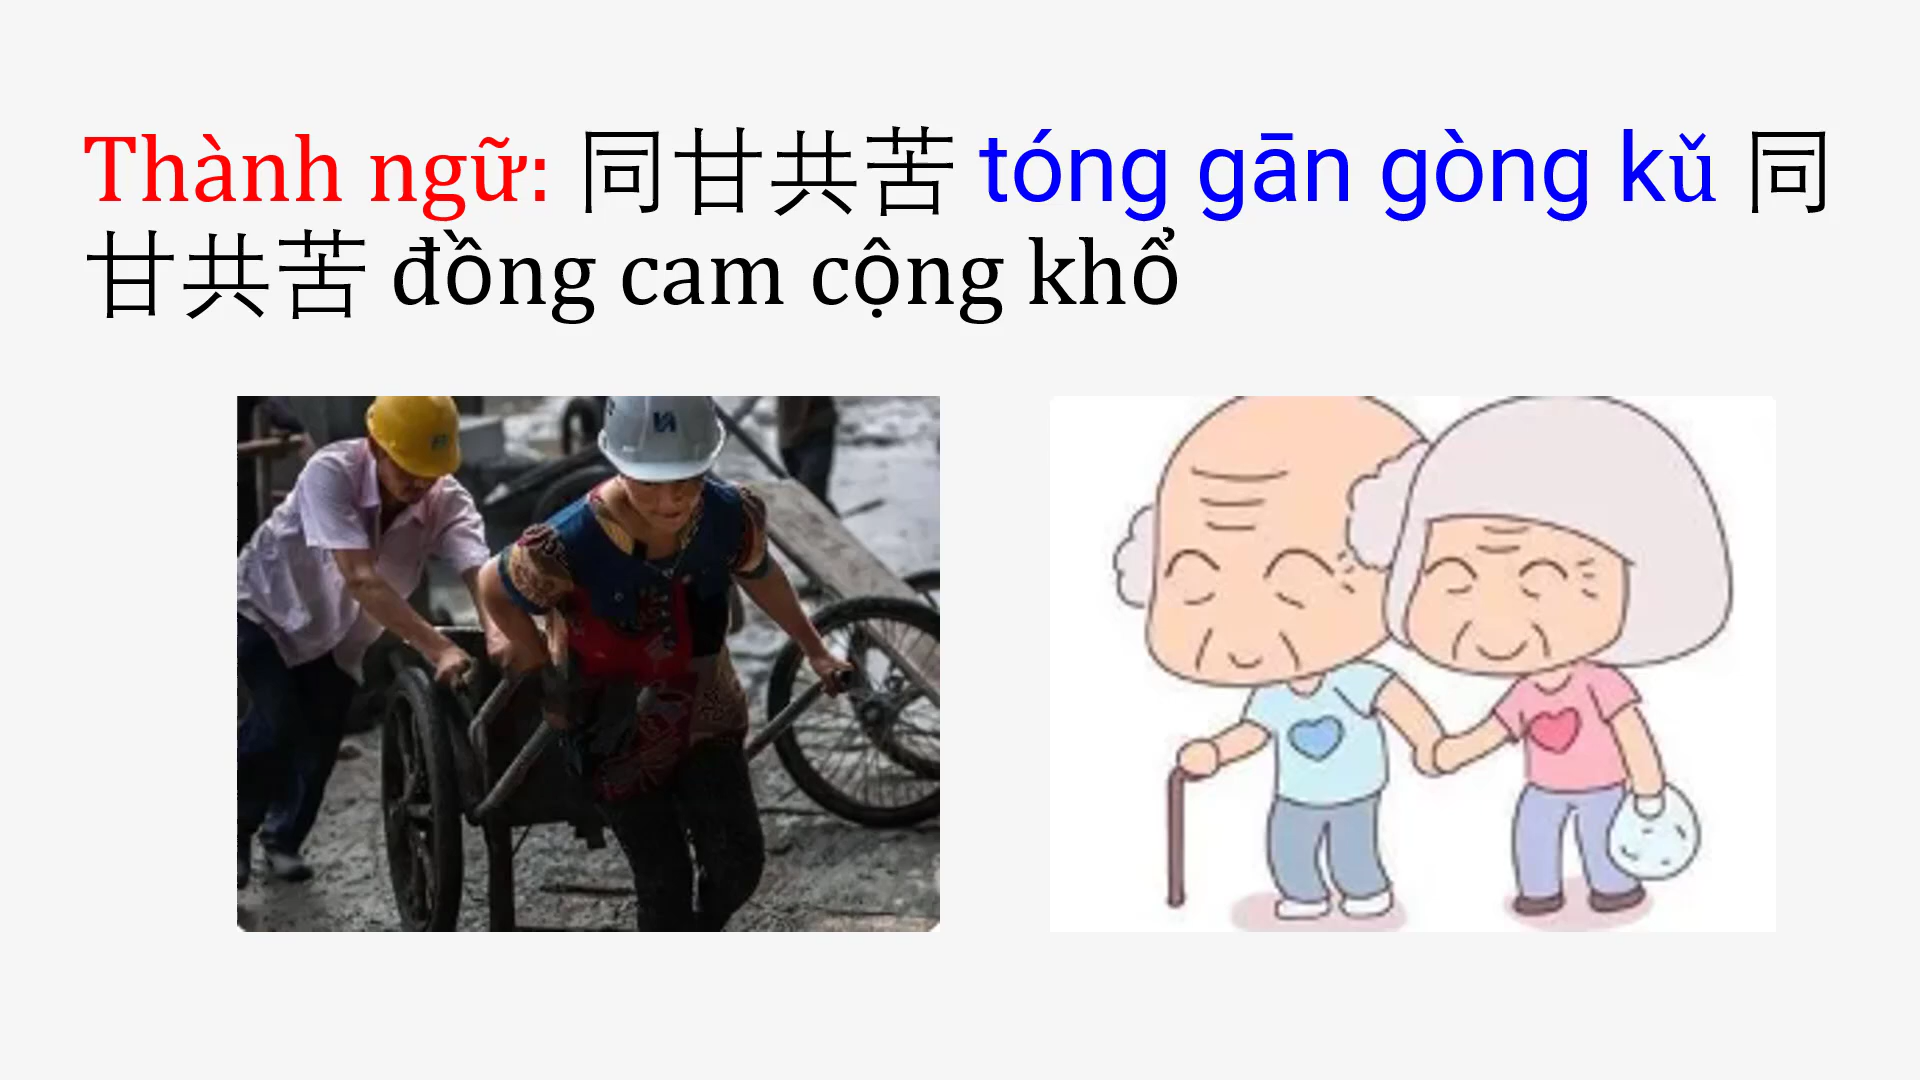 Thành ngữ: 同甘共苦 tóng gān gòng kǔ 同
甘共苦 đồng cam cộng khổ